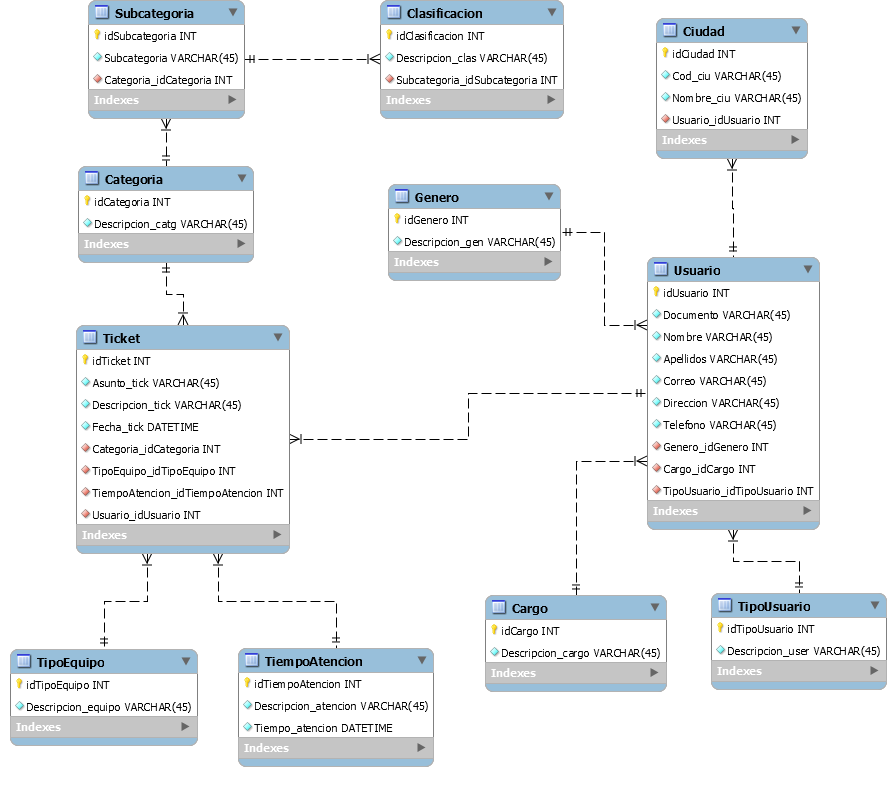 Subcategoria
idSubcategoria INT
Subcategoria VARCHAR(45)
Categoria_idCategoria INT
Indexes
Clasificacion
idClasificacion INT
Descripcion_clas VARCHAR(45)
Subcategoria_idSubcategoria INT
Indexes
Ciudad
idCiudad INT
Cod_ciu VARCHAR(45)
Nombre_ciu VARCHAR(45)
Usuario_idUsuario INT
Indexes
Categoria
idCategoria INT
Descripcion_catg VARCHAR(45)
Indexes
Genero
idGenero INT
Descripcion_gen VARCHAR(45)
Indexes
Usuario
idUsuario INT
Documento VARCHAR(45)
Nombre VARCHAR(45)
Apellidos VARCHAR(45)
Correo VARCHAR(45)
Direccion VARCHAR(45)
Telefono VARCHAR(45)
Genero_idGenero INT
Cargo_idCargo INT
TipoUsuario_idTipoUsuario INT
Indexes
Ticket
idTicket INT
Asunto_tick VARCHAR(45)
Descripcion_tick VARCHAR(45)
Fecha_tick DATETIME
Categoria_idCategoria INT
TipoEquipo_idTipoEquipo INT
TiempoAtencion_idTiempoAtencion INT
Usuario_idUsuario INT
Indexes
Cargo
idCargo INT
Descripcion_cargo VARCHAR(45)
Indexes
TipoUsuario
idTipoUsuario INT
Descripcion_user VARCHAR(45)
Indexes
TipoEquipo
idTipoEquipo INT
Descripcion_equipo VARCHAR(45)
Indexes
TiempoAtencion
idTiempoAtencion INT
Descripcion_atencion VARCHAR(45)
Tiempo_atencion DATETIME
Indexes